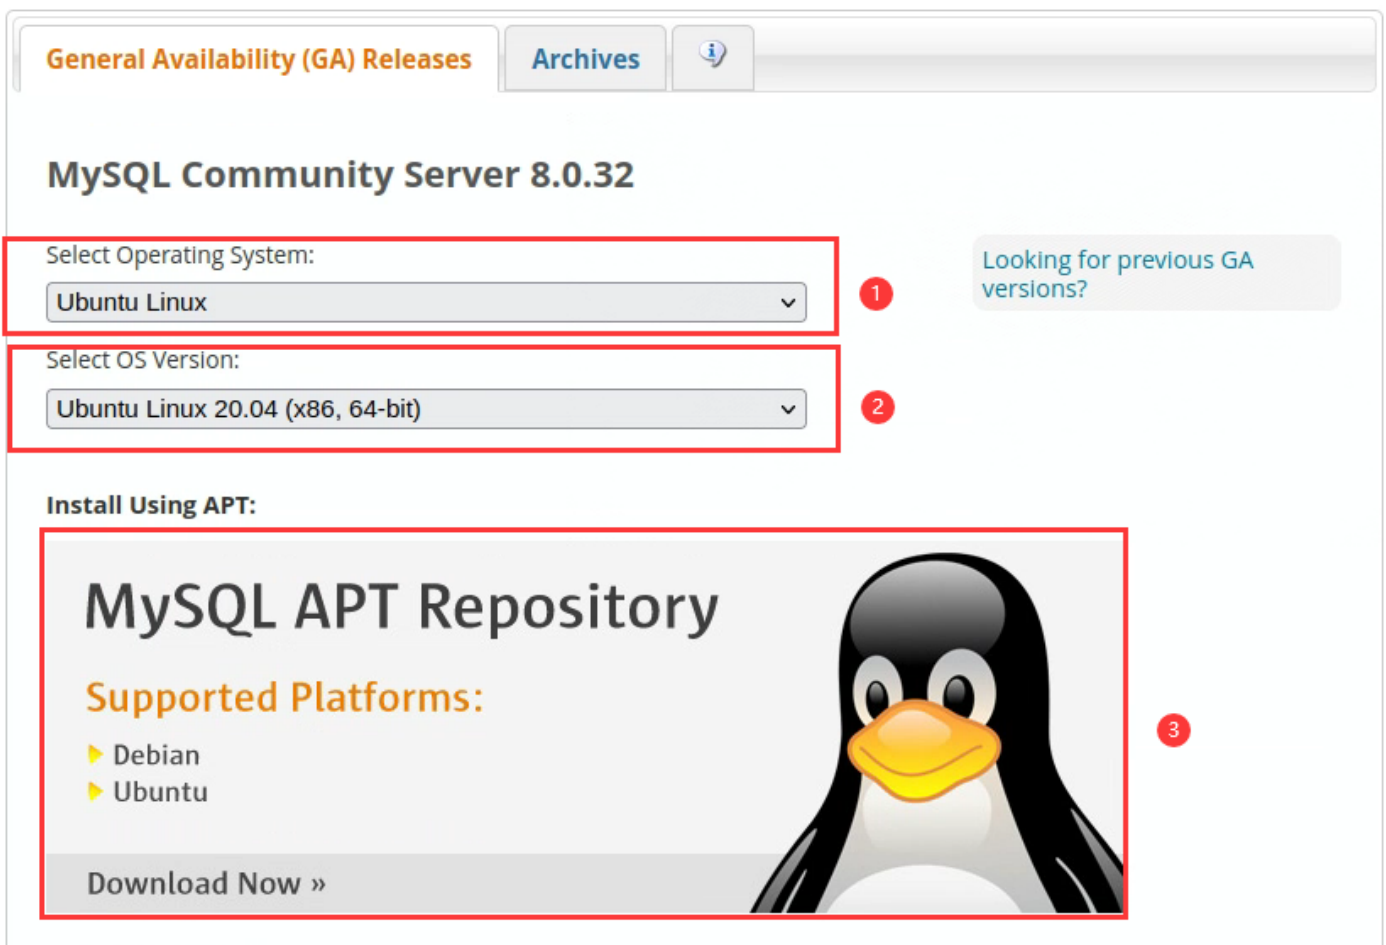 General Availability (GA) Releases
Archives
MySQL Community Server 8.0.32
Select Operating System:
Looking for previous GA
versions?
Ubuntu Linux
1
Select OS Version:
Ubuntu Linux 20.04 (x86, 64-bit)
2
Install Using APT:
MySQL APT Repository
Supported Platforms:
Debian
Ubuntu
3
Download Now »